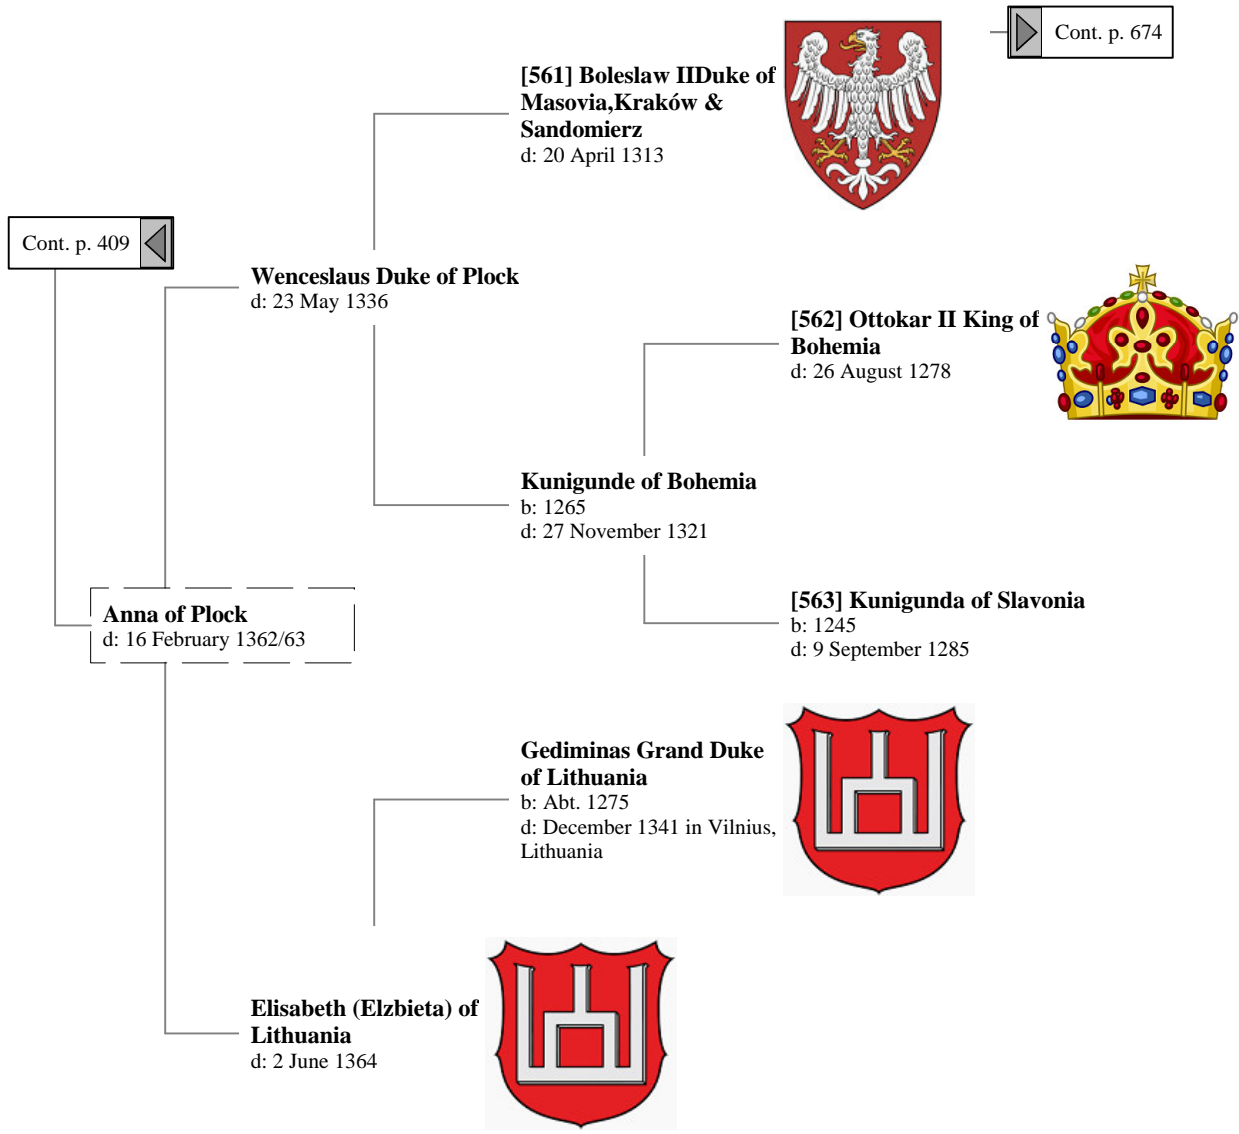 Cont. p. 674
[561] Boleslaw IIDuke of
Masovia,Kraków &
Sandomierz
d: 20 April 1313
Cont. p. 409
Wenceslaus Duke of Plock
d: 23 May 1336
[562] Ottokar II King of
Bohemia
d: 26 August 1278
Kunigunde of Bohemia
b: 1265
d: 27 November 1321
Anna of Plock
d: 16 February 1362/63
[563] Kunigunda of Slavonia
b: 1245
d: 9 September 1285
Gediminas Grand Duke
of Lithuania
b: Abt. 1275
d: December 1341 in Vilnius,
Lithuania
Elisabeth (Elzbieta) of
Lithuania
d: 2 June 1364